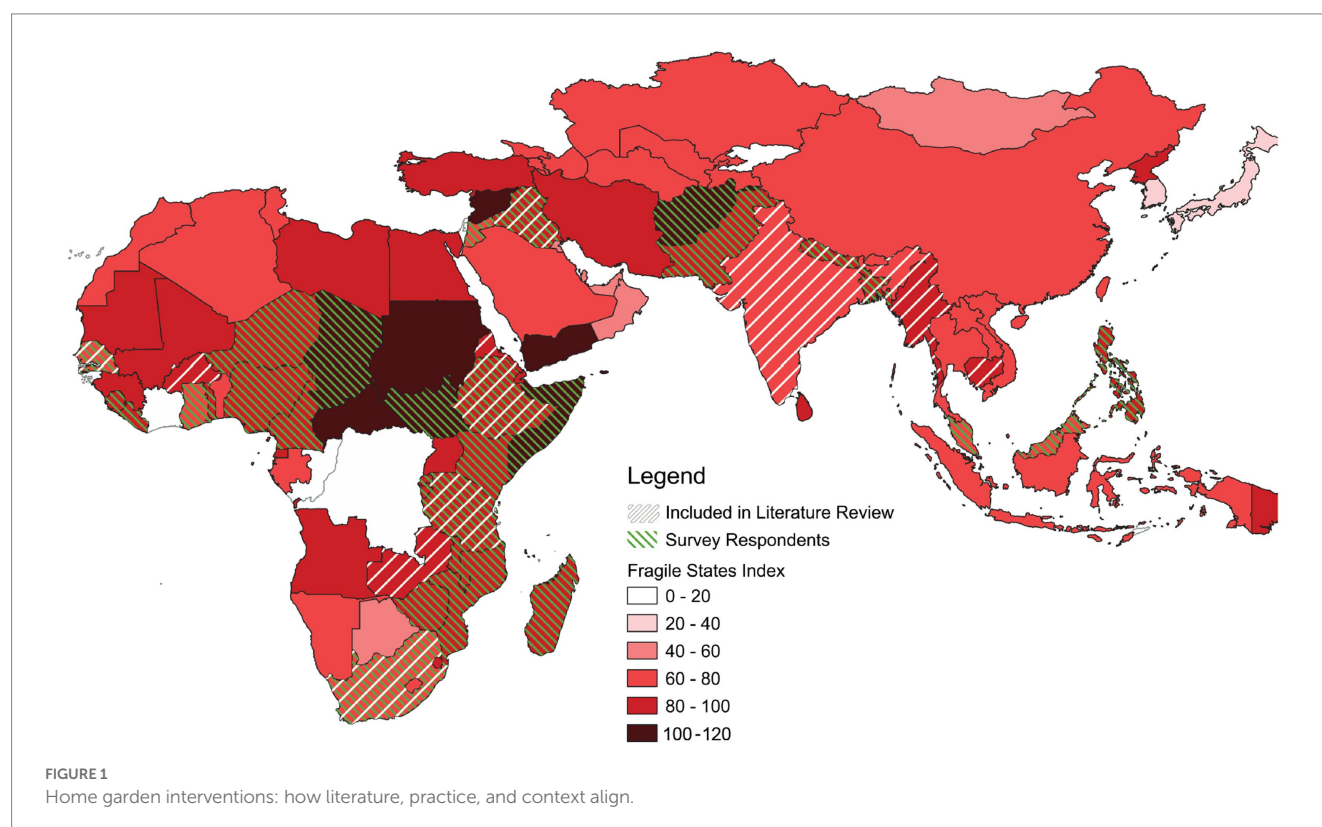 Legend
Included in Literature Review
Survey Respondents
Fragile States Index
0 - 20
20 - 40
40 - 60
60 - 80
80 - 100
100-120
FIGURE 1
Home garden interventions: how literature, practice, and context align.